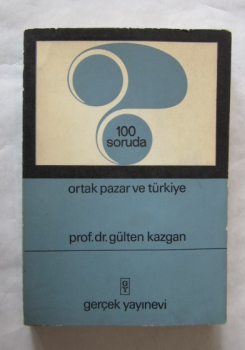 100
soruda
ortak pazar ve türkiye
prof.dr.gülten kazgan
gerçek yayınevi